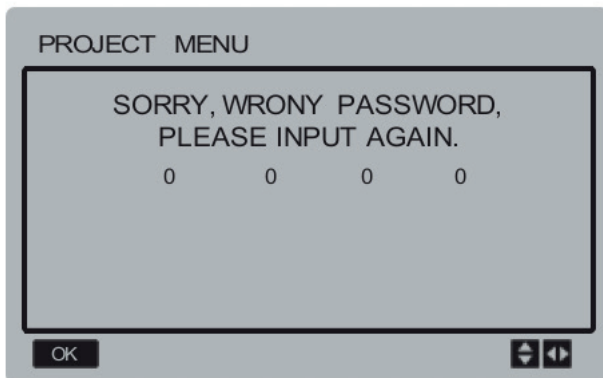 PROJECT MENU
SORRY, WRONY PASSWORD,
PLEASE INPUT AGAIN.
0 0 0 0
OK